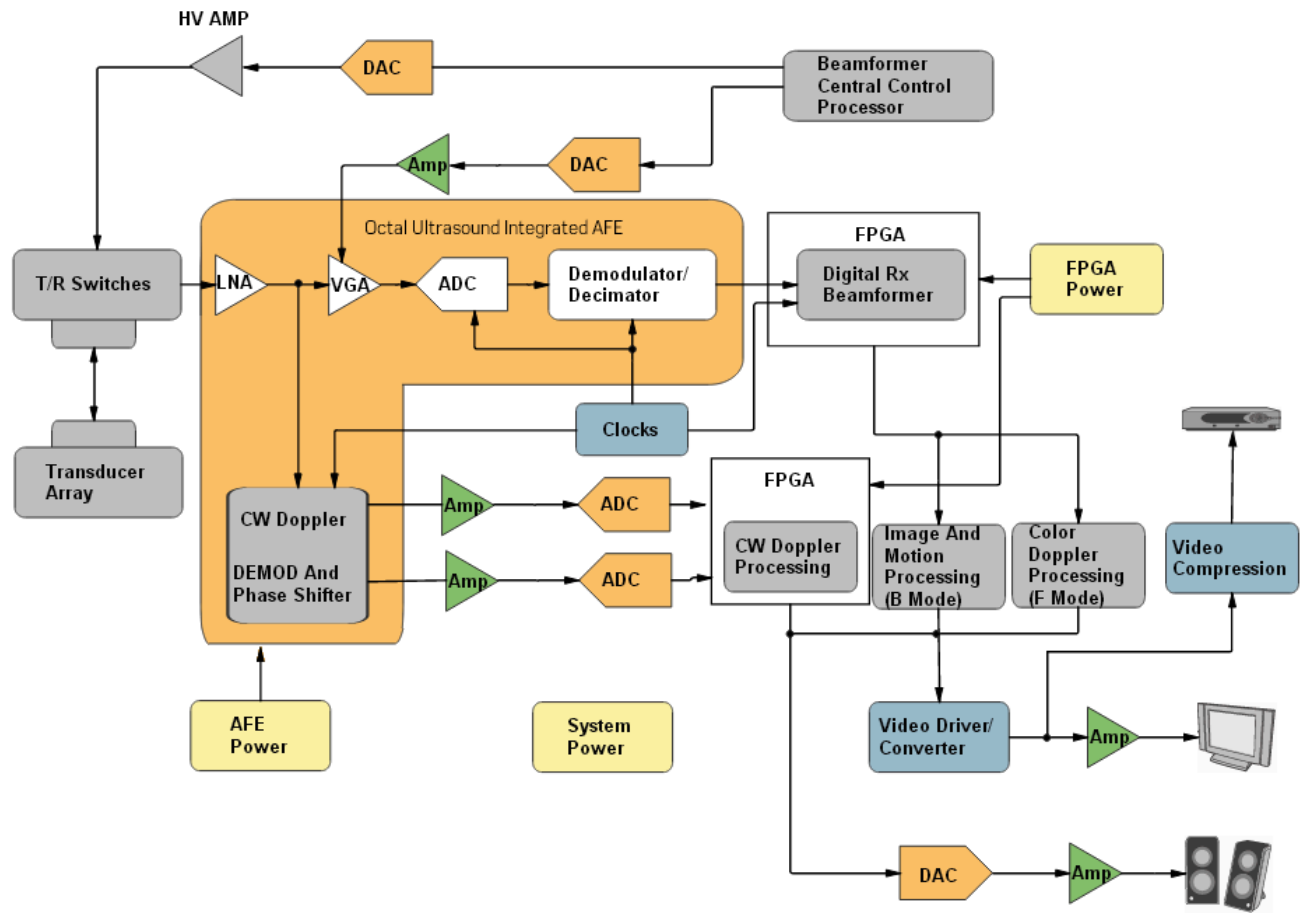 HV AMP
DAC
Beamformer
Central Control
Processor
Amp
DAC
Octal Ultrasound Integrated AFE
T/R Switches
LNA
VGA
ADC
Demodulator/
Decimator
FPGA
Digital Rx
Beamformer
FPGA
Power
Clocks
Transducer
Array
CW Doppler
DEMOD And
Phase Shifter
Amp
ADC
Amp
ADC
FPGA
CW Doppler
Processing
Image And
Motion
Processing
(B Mode)
Color
Doppler
Processing
(F Mode)
Video
Compression
AFE
Power
System
Power
Video Driver/
Converter
Amp
DAC
Amp